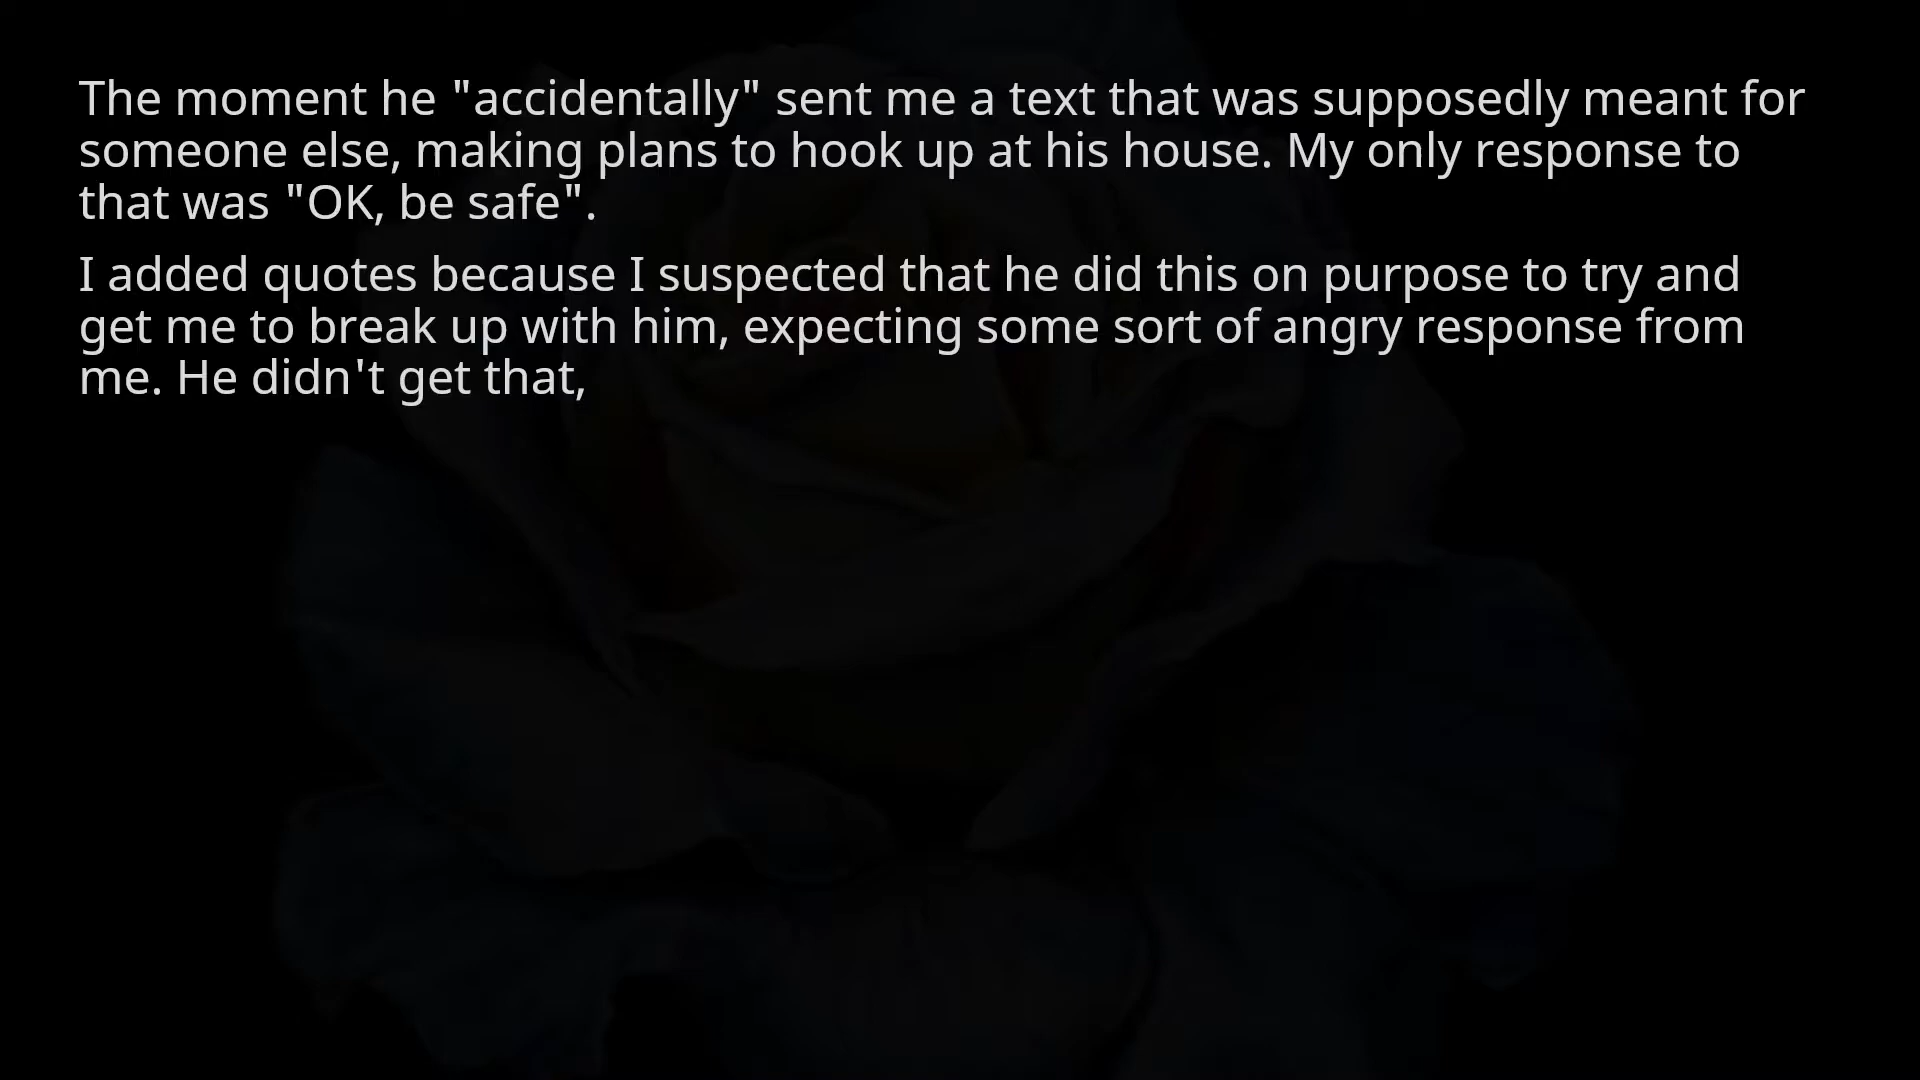 The moment he "accidentally" sent me a text that was supposedly meant for
someone else, making plans to hook up at his house. My only response to
that was "OK, be safe".
I added quotes because I suspected that he did this on purpose to try and
get me to break up with him, expecting some sort of angry response from
me. He didn't get that,